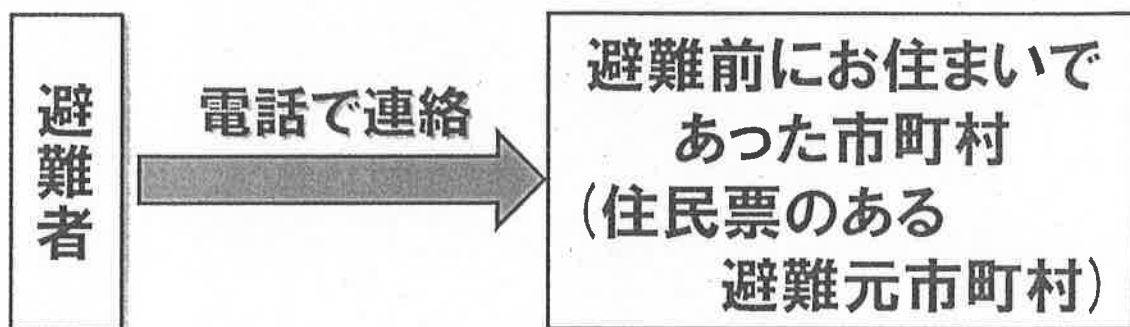 避難者
電話で連絡
避難前にお住まいで
あった市町村
(住民票のある
避難元市町村)